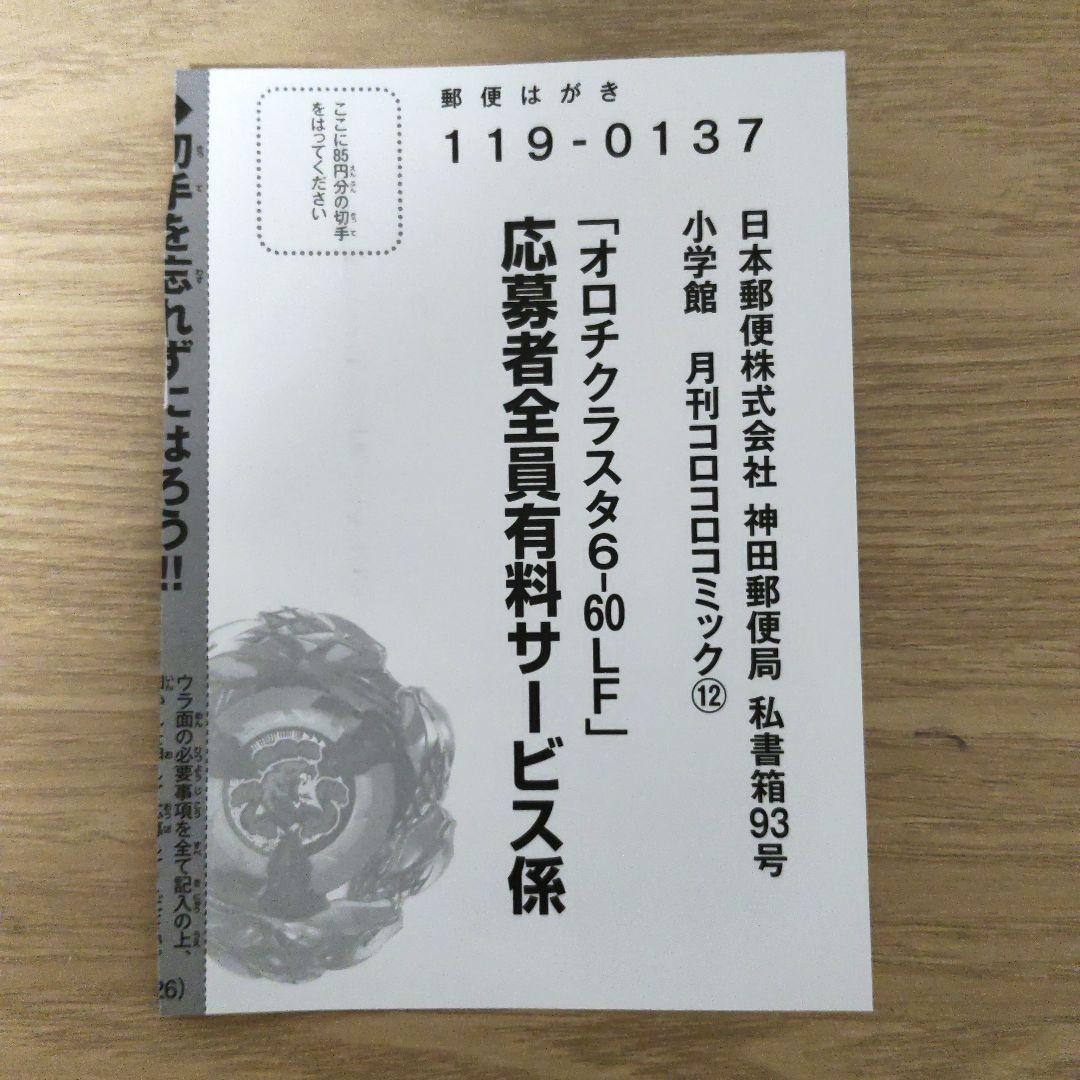 郵便はがき
119-0137
日本郵便株式会社 神田郵便局 私書箱93号
小学館 月刊コロコロコミック⑫
「オロチクラスタ6-60LF」
応募者全員有料サービス係
ここに85円分の切手
をはってください
◆切手を忘れずにはろう!!
ウラ面の必要事項を全て記入の上、
26)